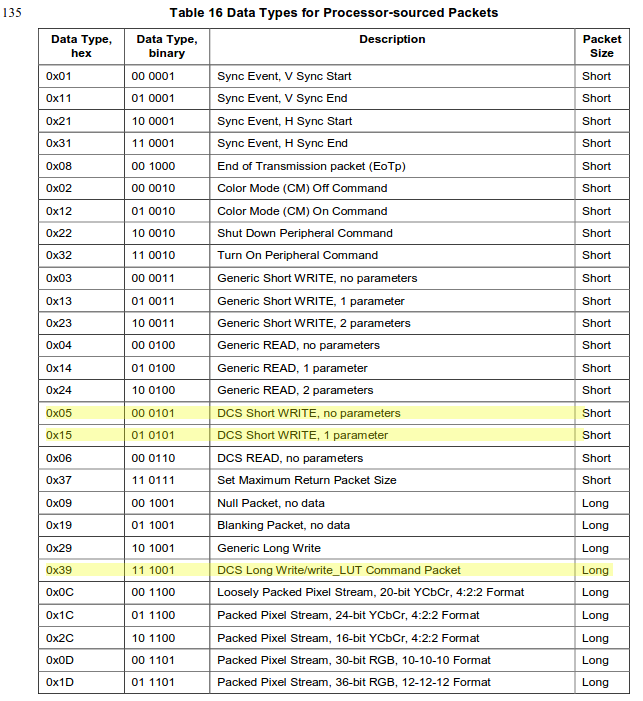 135
Table 16 Data Types for Processor-sourced Packets
Data Type, hex Data Type, binary Description Packet Size
0x01 00 0001 Sync Event, V Sync Start Short
0x11 01 0001 Sync Event, V Sync End Short
0x21 10 0001 Sync Event, H Sync Start Short
0x31 11 0001 Sync Event, H Sync End Short
0x08 00 1000 End of Transmission packet (EoTp) Short
0x02 00 0010 Color Mode (CM) Off Command Short
0x12 01 0010 Color Mode (CM) On Command Short
0x22 10 0010 Shut Down Peripheral Command Short
0x32 11 0010 Turn On Peripheral Command Short
0x03 00 0011 Generic Short WRITE, no parameters Short
0x13 01 0011 Generic Short WRITE, 1 parameter Short
0x23 10 0011 Generic Short WRITE, 2 parameters Short
0x04 00 0100 Generic READ, no parameters Short
0x14 01 0100 Generic READ, 1 parameter Short
0x24 10 0100 Generic READ, 2 parameters Short
0x05 00 0101 DCS Short WRITE, no parameters Short
0x15 01 0101 DCS Short WRITE, 1 parameter Short
0x06 00 0110 DCS READ, no parameters Short
0x37 11 0111 Set Maximum Return Packet Size Short
0x09 00 1001 Null Packet, no data Long
0x19 01 1001 Blanking Packet, no data Long
0x29 10 1001 Generic Long Write Long
0x39 11 1001 DCS Long Write/write_LUT Command Packet Long
0x0C 00 1100 Loosely Packed Pixel Stream, 20-bit YCbCr, 4:2:2 Format Long
0x1C 01 1100 Packed Pixel Stream, 24-bit YCbCr, 4:2:2 Format Long
0x2C 10 1100 Packed Pixel Stream, 16-bit YCbCr, 4:2:2 Format Long
0x0D 00 1101 Packed Pixel Stream, 30-bit RGB, 10-10-10 Format Long
0x1D 01 1101 Packed Pixel Stream, 36-bit RGB, 12-12-12 Format Long